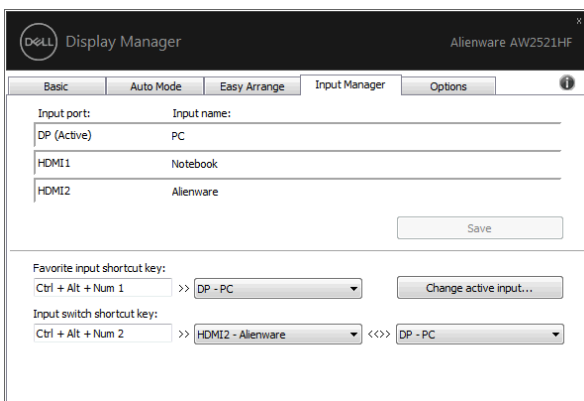 x
DELL Display Manager Alienware AW2521HF
Basic Auto Mode Easy Arrange Input Manager Options i
Input port: Input name:
DP (Active) PC
HDMI1 Notebook
HDMI2 Alienware
Save
Favorite input shortcut key:
Ctrl + Alt + Num 1 >> DP - PC Change active input...
Input switch shortcut key:
Ctrl + Alt + Num 2 >> HDMI2 - Alienware <<>> DP - PC